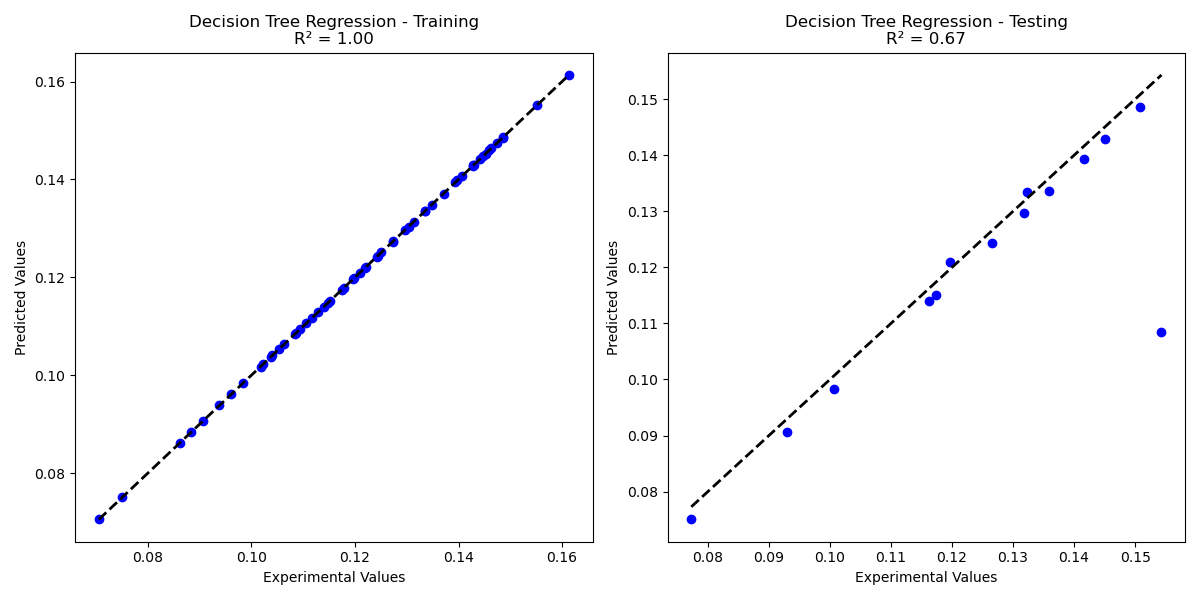 Decision Tree Regression - Training
R² = 1.00
Predicted Values
0.16
0.14
0.12
0.10
0.08
0.08 0.10 0.12 0.14 0.16
Experimental Values
Decision Tree Regression - Testing
R² = 0.67
Predicted Values
0.15
0.14
0.13
0.12
0.11
0.10
0.09
0.08
0.08 0.09 0.10 0.11 0.12 0.13 0.14 0.15
Experimental Values